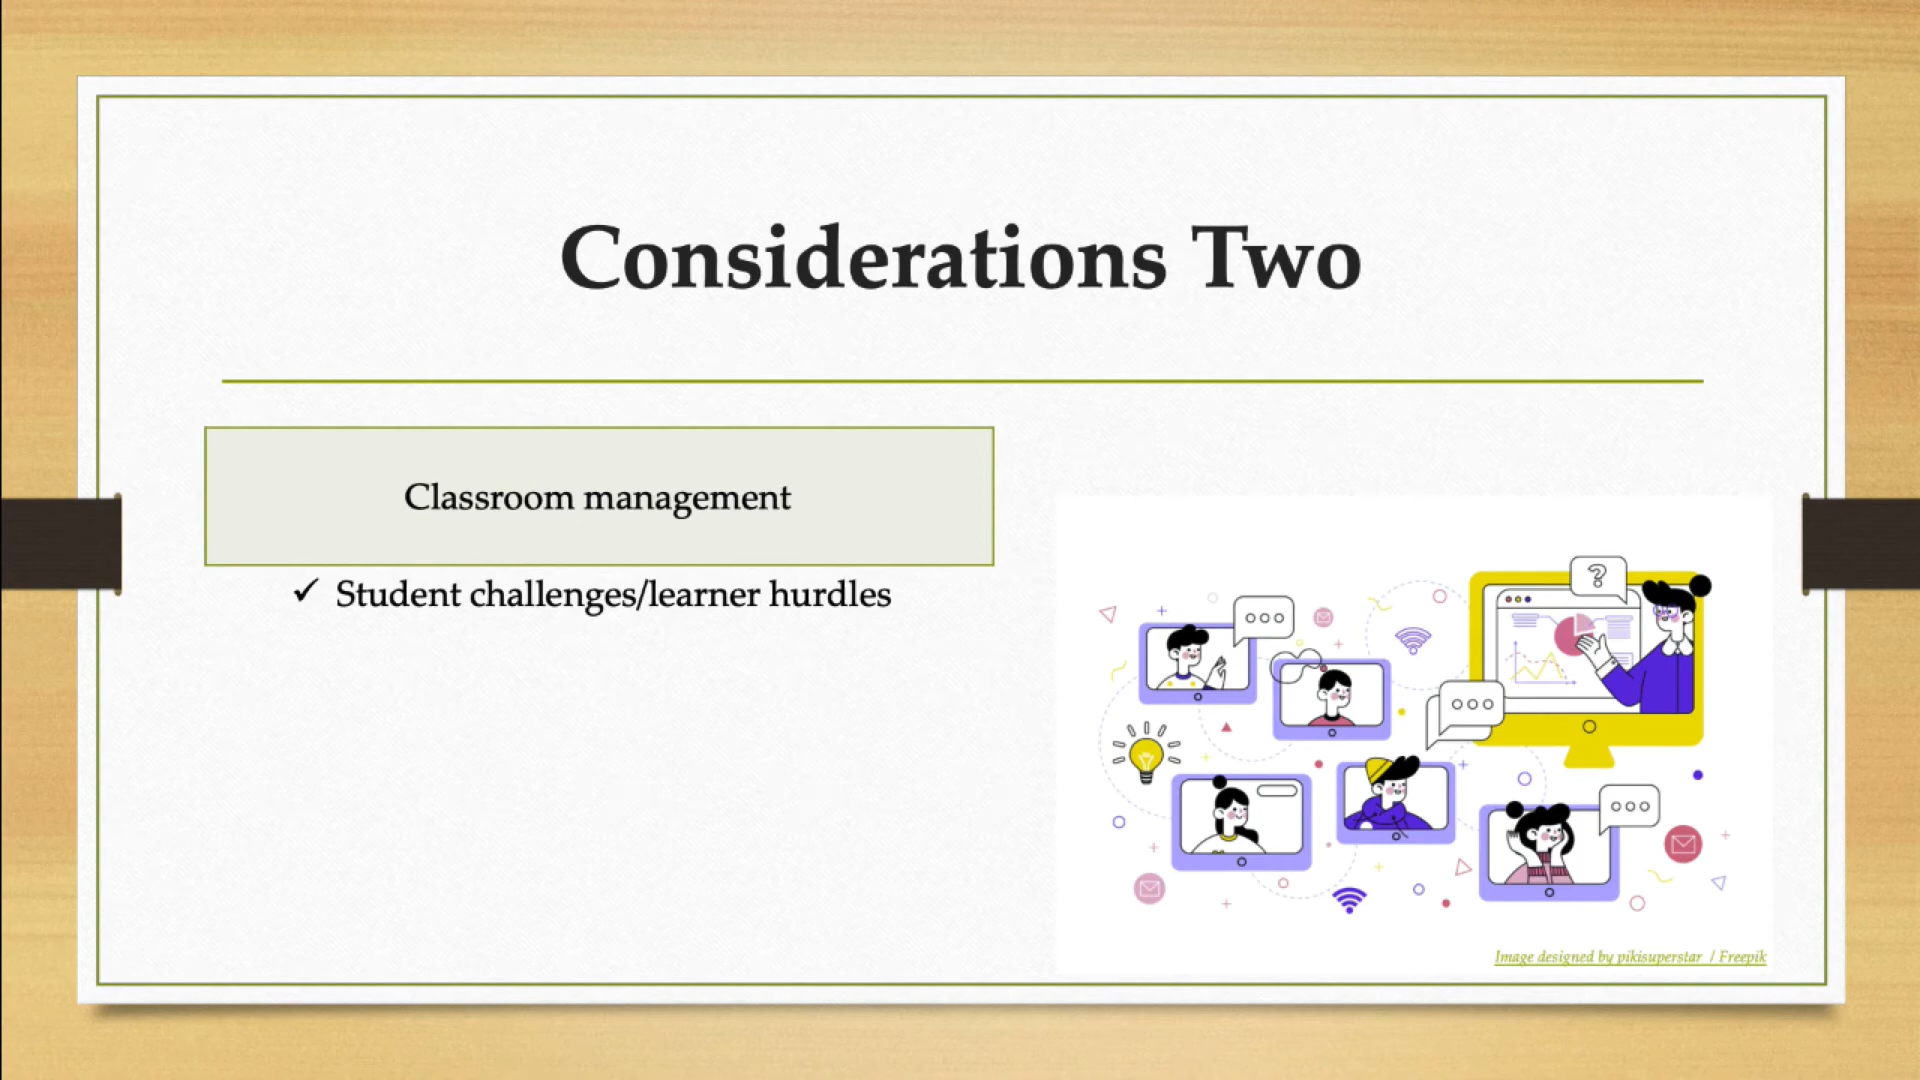 Considerations Two
Classroom management
✓ Student challenges/learner hurdles
?
Image designed by pikisuperstar / Freepik